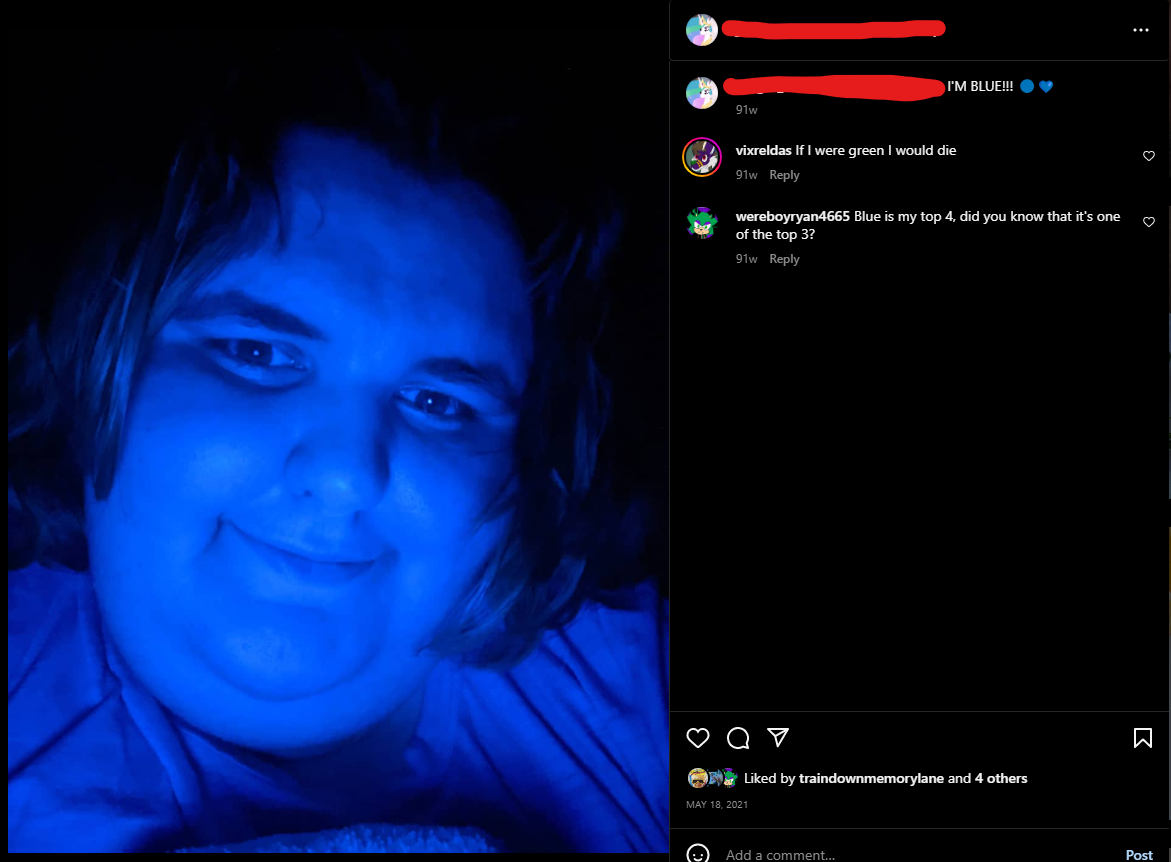 I'M BLUE!!! 🔵 💙
91w
vixreldas If I were green I would die
91w Reply
wereboyryan4665 Blue is my top 4, did you know that it's one
of the top 3?
91w Reply
Liked by traindownmemorylane and 4 others
MAY 18, 2021
Add a comment...
Post